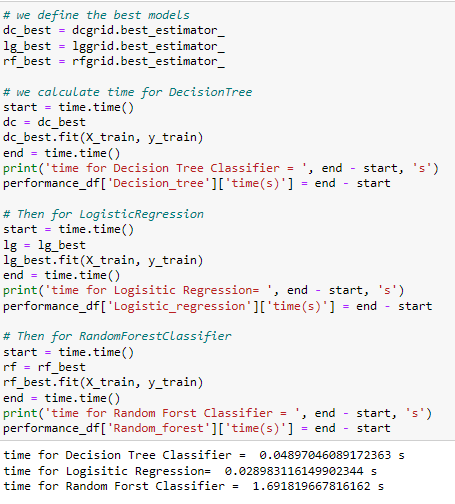 # we define the best models
dc_best = dcgrid.best_estimator_
lg_best = lggrid.best_estimator_
rf_best = rfgrid.best_estimator_
# we calculate time for DecisionTree
start = time.time()
dc = dc_best
dc_best.fit(X_train, y_train)
end = time.time()
print('time for Decision Tree Classifier = ', end - start, 's')
performance_df['Decision_tree']['time(s)'] = end - start
# Then for LogisticRegression
start = time.time()
lg = lg_best
lg_best.fit(X_train, y_train)
end = time.time()
print('time for Logisitic Regression= ', end - start, 's')
performance_df['Logistic_regression']['time(s)'] = end - start
# Then for RandomForestClassifier
start = time.time()
rf = rf_best
rf_best.fit(X_train, y_train)
end = time.time()
print('time for Random Forst Classifier = ', end - start, 's')
performance_df['Random_forest']['time(s)'] = end - start
time for Decision Tree Classifier =  0.04897046089172363 s
time for Logisitic Regression=  0.028983116149902344 s
time for Random Forst Classifier =  1.691819667816162 s